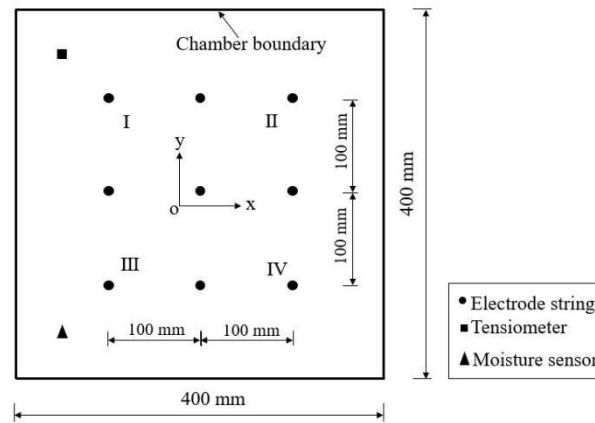 Chamber boundary
I
II
y
o
x
100 mm
100 mm
400 mm
III
IV
100 mm
100 mm
Electrode string
Tensiometer
Moisture sensor
400 mm